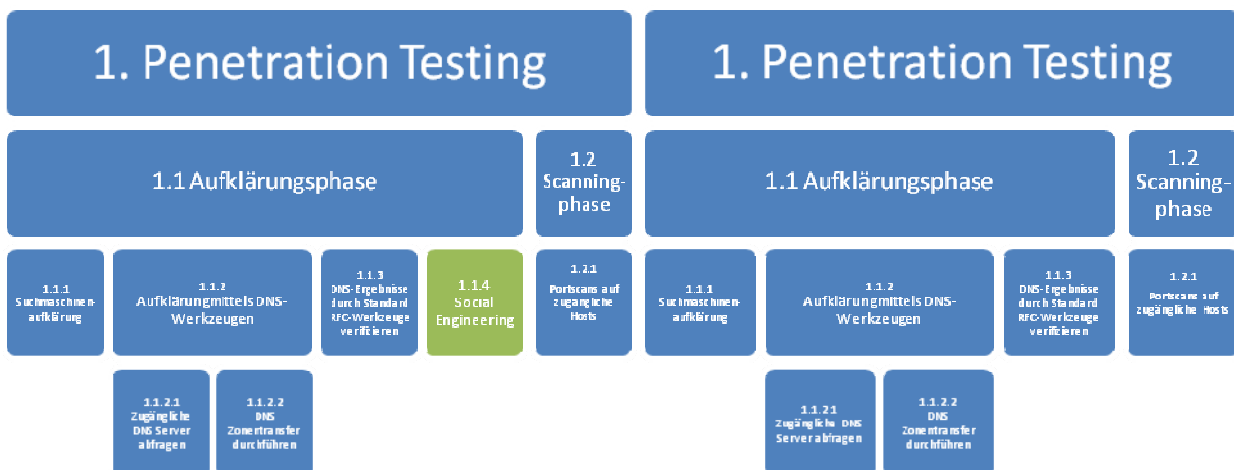 1. Penetration Testing
1.1 Aufklärungsphase
1.2
Scanning-
phase
1.1.1
Suchmaschinen-
aufklärung
1.1.2
Aufklärungmittels DNS-
Werkzeugen
1.1.3
DNS-Ergebnisse
durch Standard
RFC-Werkzeuge
verifizieren
1.1.4
Social
Engineering
1.2.1
Portscans auf
zugängliche
Hosts
1.1.2.1
Zugängliche
DNS Server
abfragen
1.1.2.2
DNS
Zonentransfer
durchführen
1. Penetration Testing
1.1 Aufklärungsphase
1.2
Scanning-
phase
1.1.1
Suchmaschinen-
aufklärung
1.1.2
Aufklärungmittels DNS-
Werkzeugen
1.1.3
DNS-Ergebnisse
durch Standard
RFC-Werkzeuge
verifizieren
1.2.1
Portscans auf
zugängliche Hosts
1.1.2.1
Zugängliche DNS
Server abfragen
1.1.2.2
DNS
Zonentransfer
durchführen